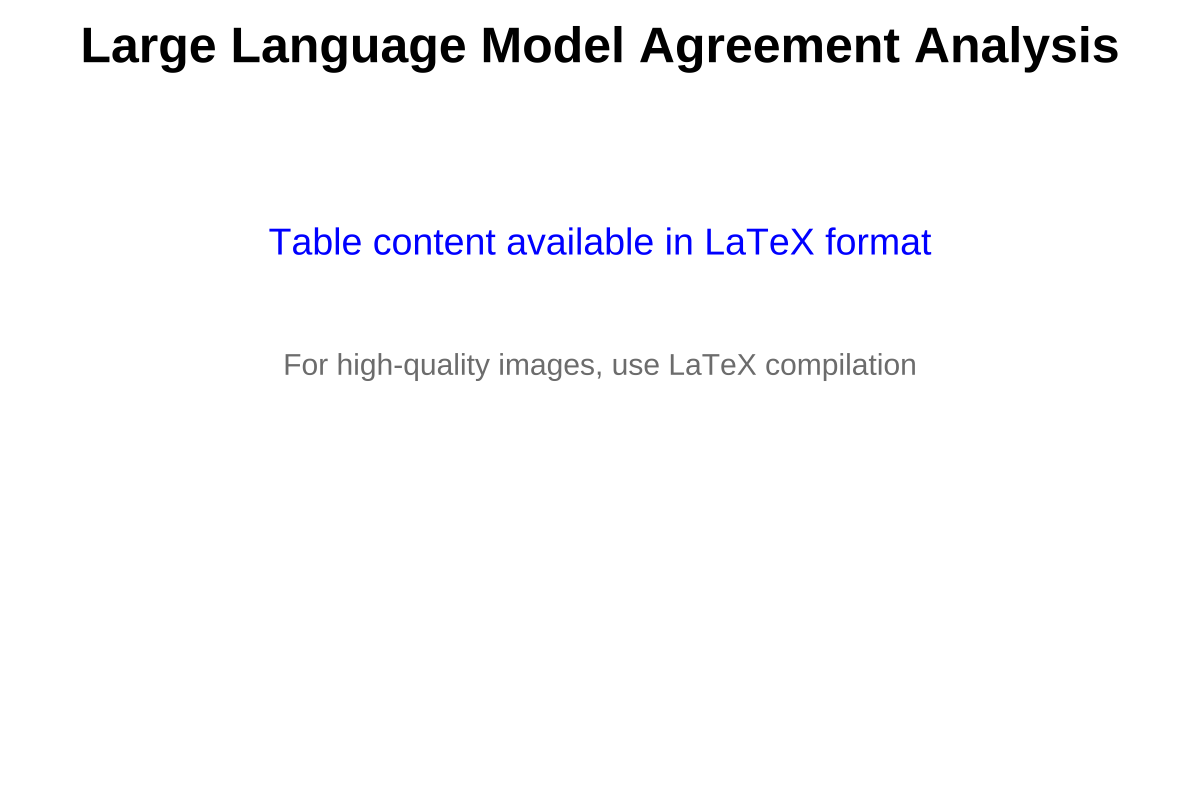 Large Language Model Agreement Analysis
Table content available in LaTeX format
For high-quality images, use LaTeX compilation